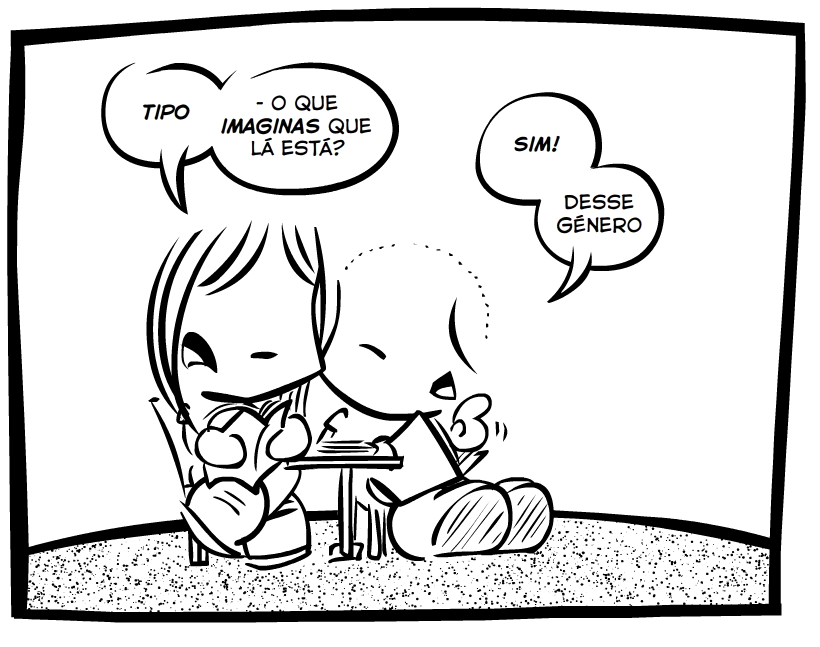 TIPO
- O QUE
IMAGINAS QUE
LÁ ESTÁ?
SIM!
DESSE
GÉNERO